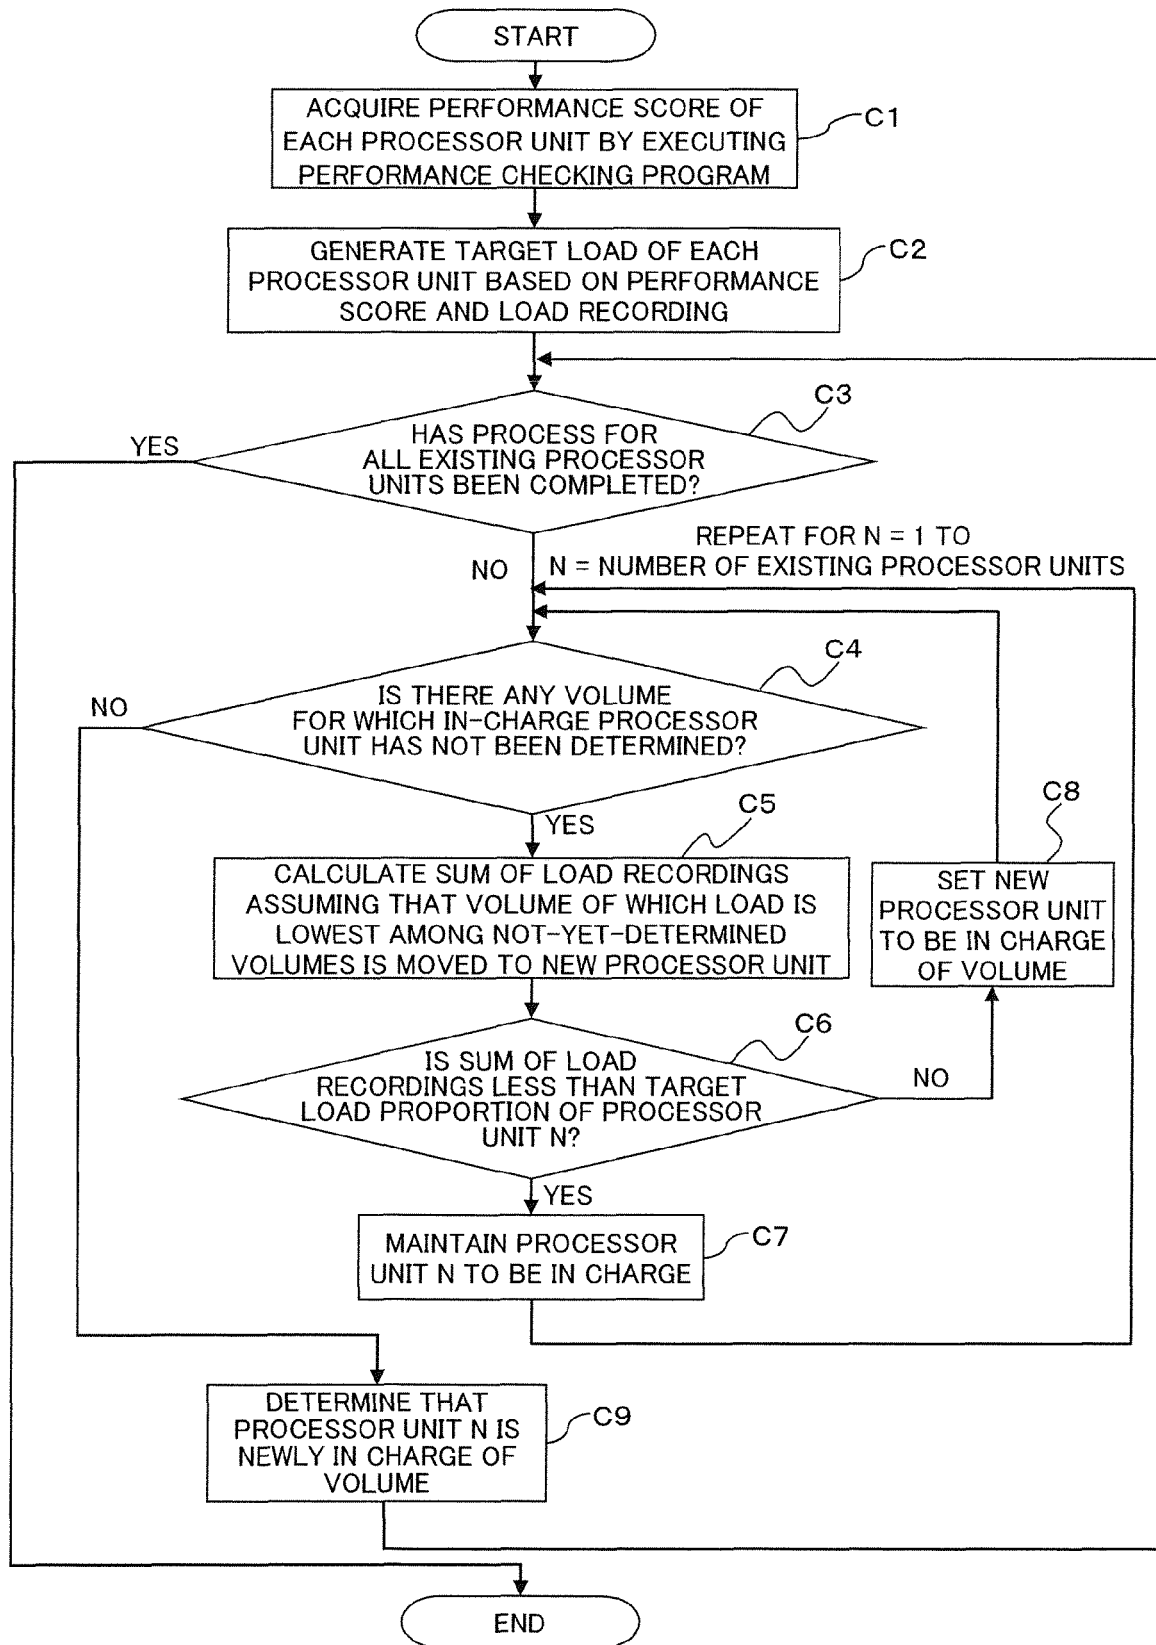 START
ACQUIRE PERFORMANCE SCORE OF
EACH PROCESSOR UNIT BY EXECUTING
PERFORMANCE CHECKING PROGRAM
C1
GENERATE TARGET LOAD OF EACH
PROCESSOR UNIT BASED ON PERFORMANCE
SCORE AND LOAD RECORDING
C2
C3
HAS PROCESS FOR
ALL EXISTING PROCESSOR
UNITS BEEN COMPLETED?
YES
NO
REPEAT FOR N = 1 TO
N = NUMBER OF EXISTING PROCESSOR UNITS
C4
IS THERE ANY VOLUME
FOR WHICH IN-CHARGE PROCESSOR
UNIT HAS NOT BEEN DETERMINED?
NO
YES
C5
CALCULATE SUM OF LOAD RECORDINGS
ASSUMING THAT VOLUME OF WHICH LOAD IS
LOWEST AMONG NOT-YET-DETERMINED
VOLUMES IS MOVED TO NEW PROCESSOR UNIT
C8
SET NEW
PROCESSOR UNIT
TO BE IN CHARGE
OF VOLUME
C6
IS SUM OF LOAD
RECORDINGS LESS THAN TARGET
LOAD PROPORTION OF PROCESSOR
UNIT N?
NO
YES
MAINTAIN PROCESSOR
UNIT N TO BE IN CHARGE
C7
DETERMINE THAT
PROCESSOR UNIT N IS
NEWLY IN CHARGE OF
VOLUME
C9
END